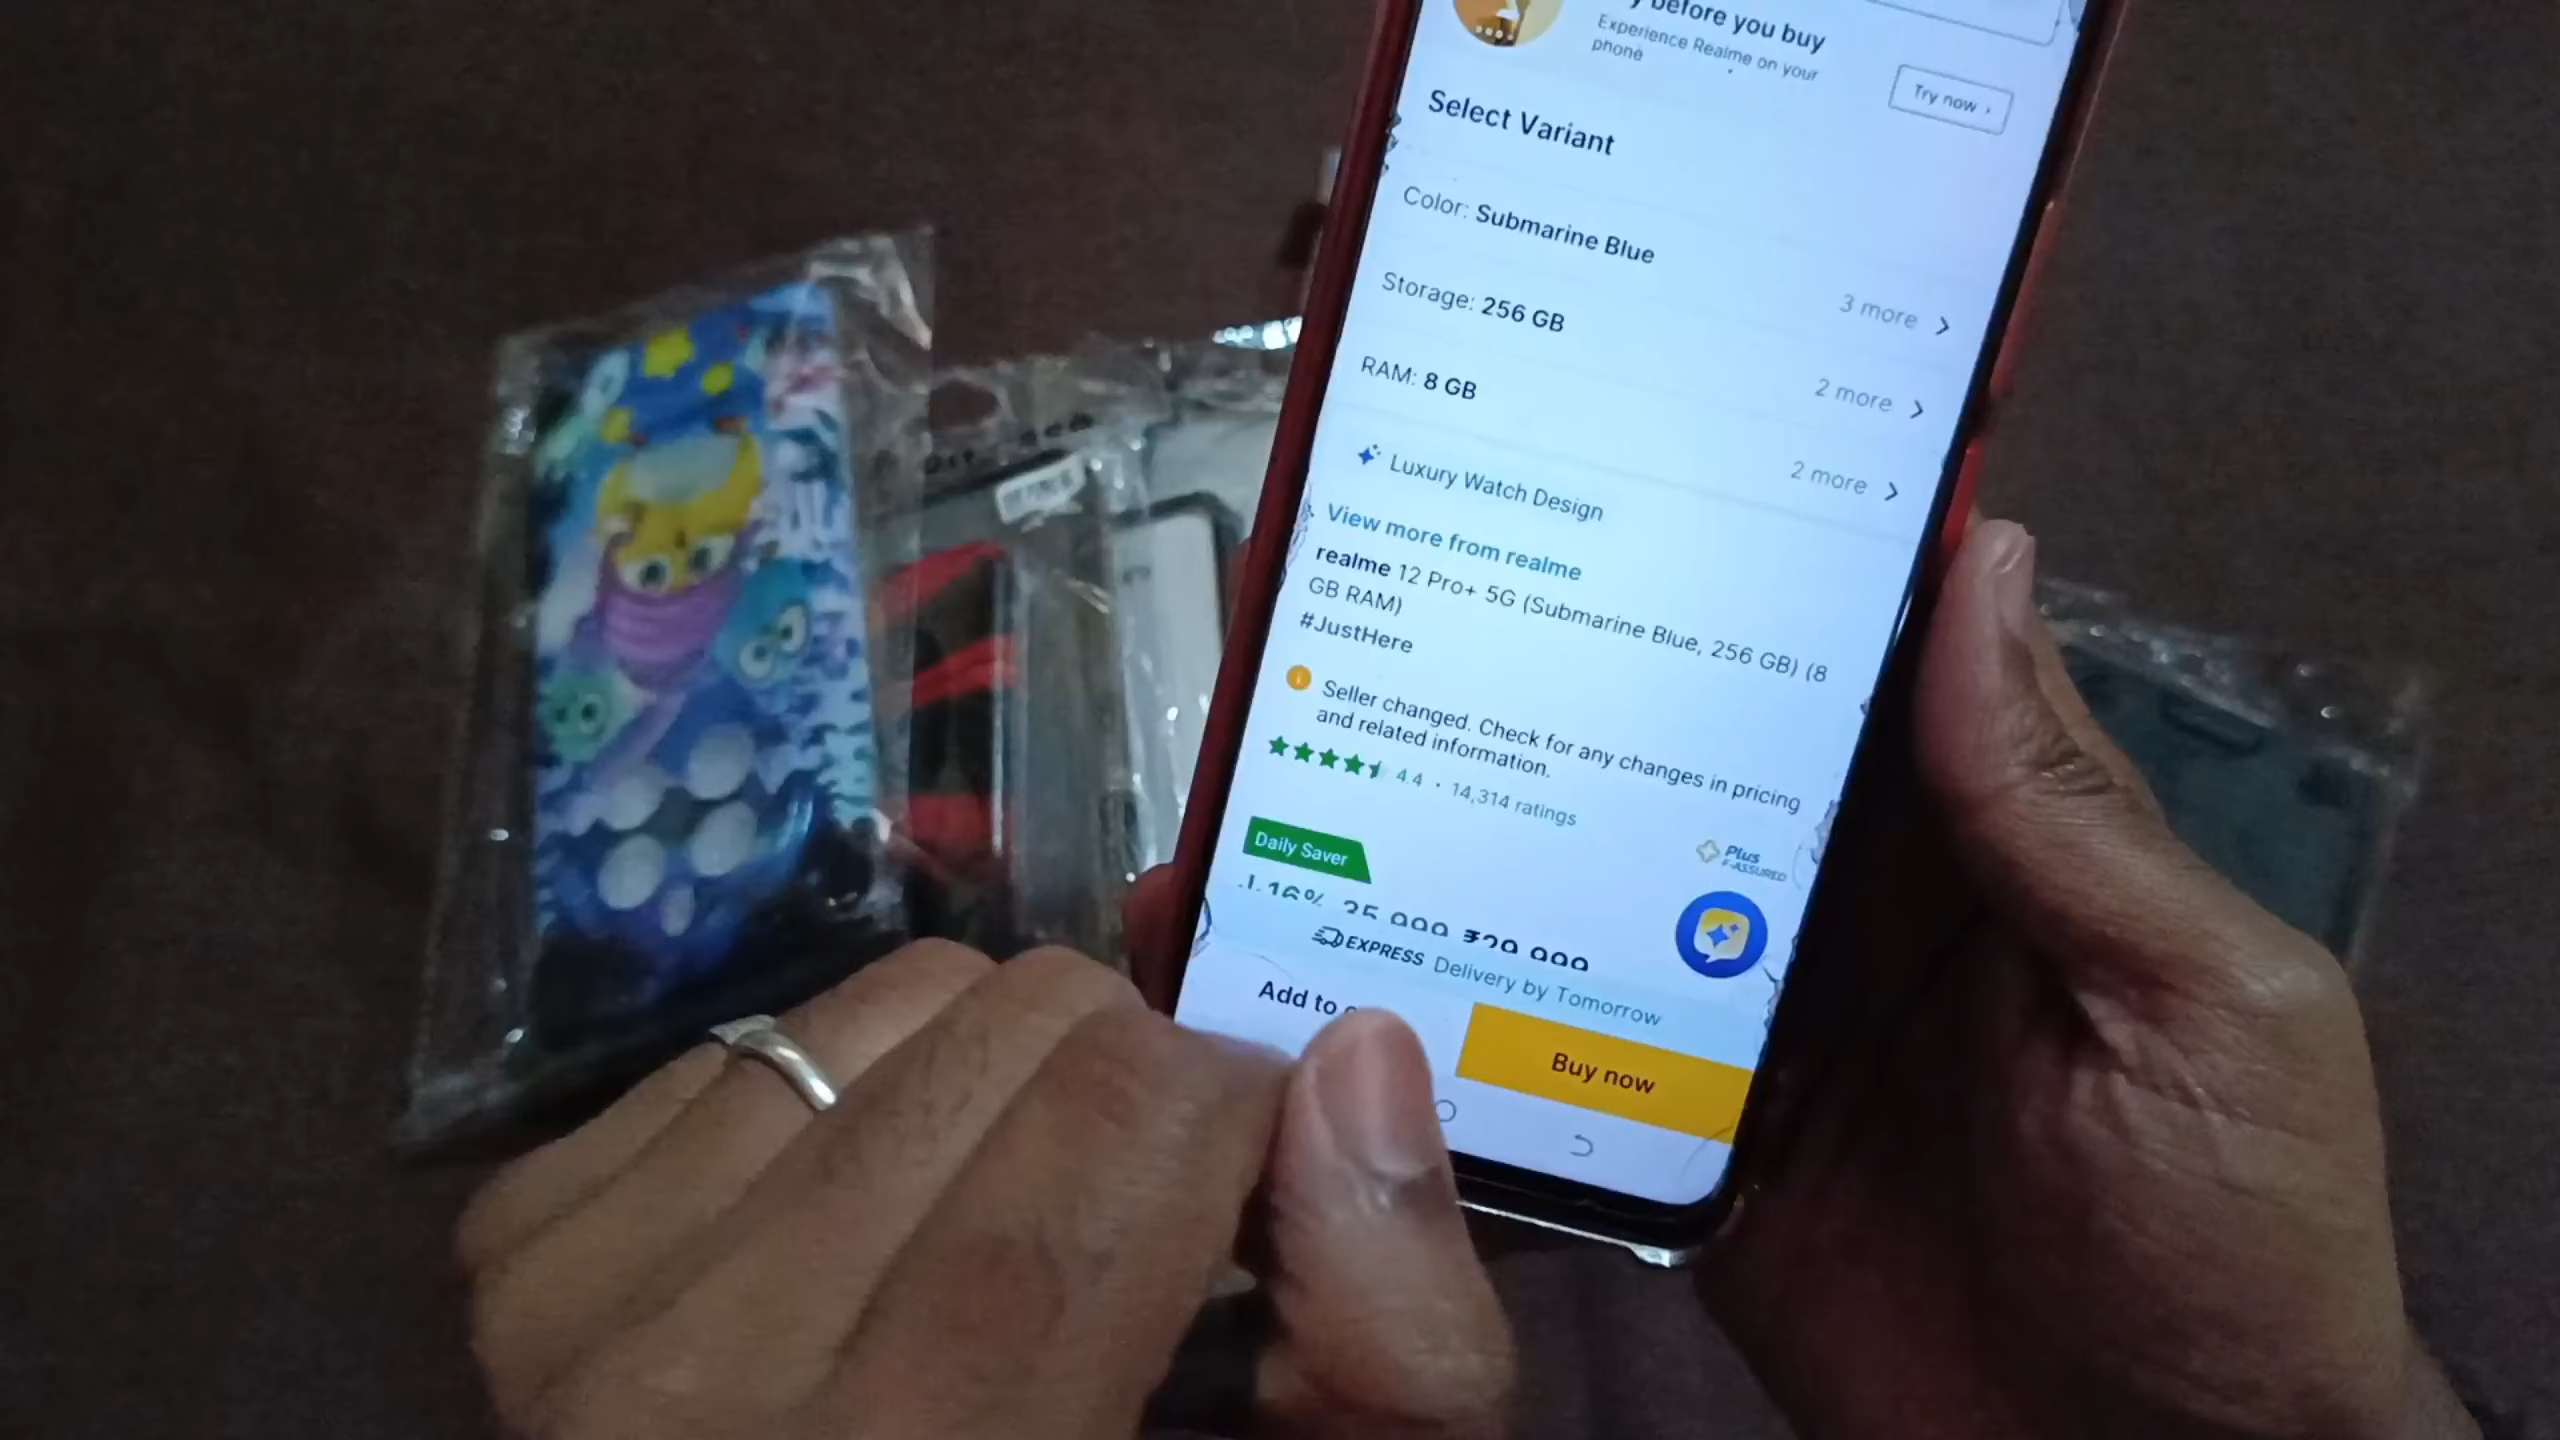 before you buy
Experience Realme on your
phone
Try now ›
Select Variant
Color: Submarine Blue
3 more >
Storage: 256 GB
2 more >
RAM: 8 GB
2 more >
Luxury Watch Design
View more from realme
realme 12 Pro+ 5G (Submarine Blue, 256 GB) (8
GB RAM)
#JustHere
Seller changed. Check for any changes in pricing
and related information.
4.4 • 14,314 ratings
Plus
F-ASSURED
Daily Saver
EXPRESS Delivery by Tomorrow
Add to
Buy now